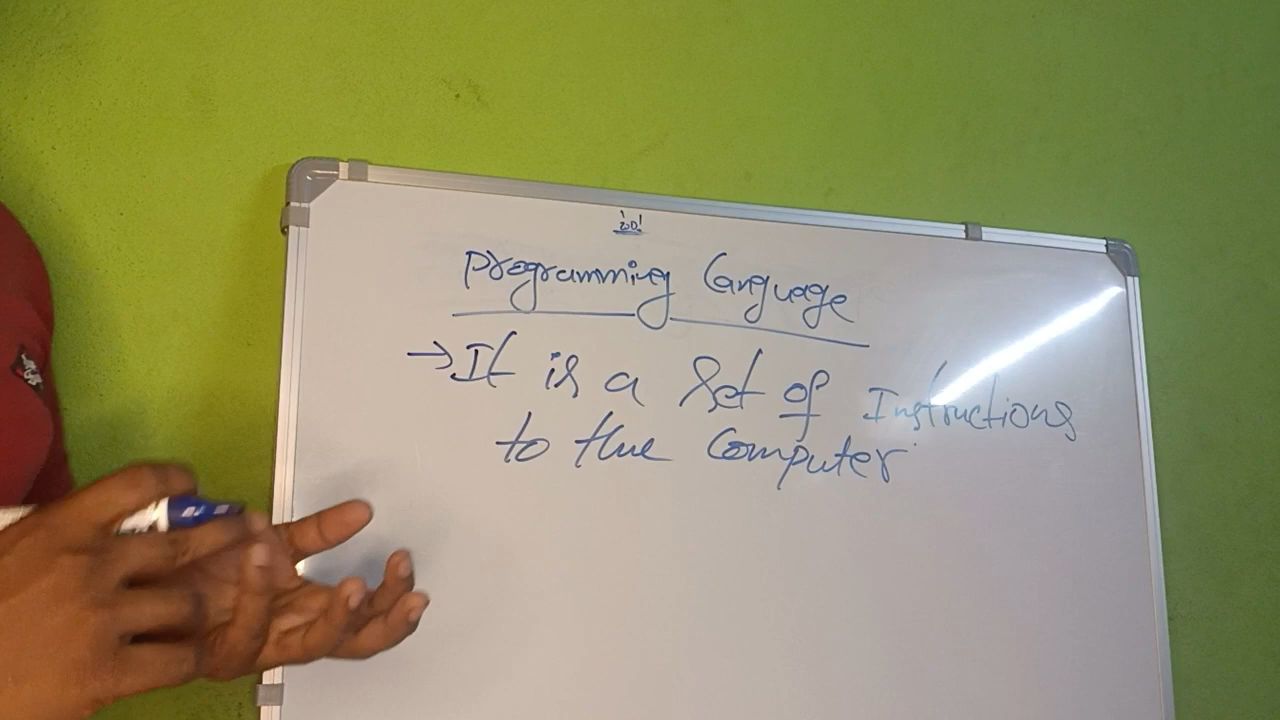 Programming Language
→ It is a Set of Instructions
to the Computer